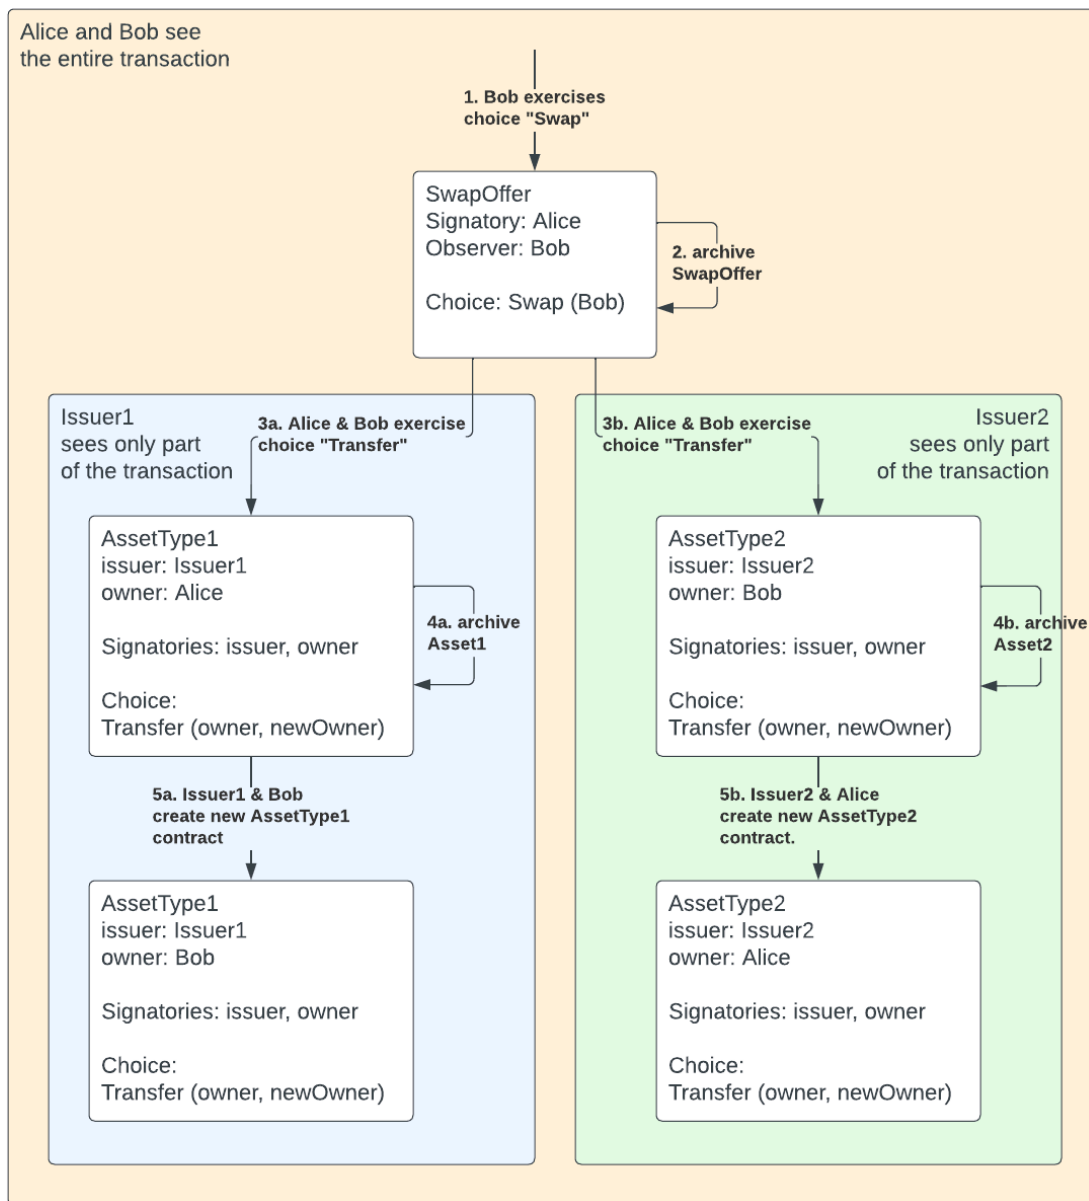 Alice and Bob see
the entire transaction
1. Bob exercises
choice "Swap"
SwapOffer
Signatory: Alice
Observer: Bob
Choice: Swap (Bob)
2. archive
SwapOffer
Issuer1
sees only part
of the transaction
3a. Alice & Bob exercise
choice "Transfer"
3b. Alice & Bob exercise
choice "Transfer"
Issuer2
sees only part
of the transaction
AssetType1
issuer: Issuer1
owner: Alice
Signatories: issuer, owner
Choice:
Transfer (owner, newOwner)
4a. archive
Asset1
AssetType2
issuer: Issuer2
owner: Bob
Signatories: issuer, owner
Choice:
Transfer (owner, newOwner)
4b. archive
Asset2
5a. Issuer1 & Bob
create new AssetType1
contract
5b. Issuer2 & Alice
create new AssetType2
contract.
AssetType1
issuer: Issuer1
owner: Bob
Signatories: issuer, owner
Choice:
Transfer (owner, newOwner)
AssetType2
issuer: Issuer2
owner: Alice
Signatories: issuer, owner
Choice:
Transfer (owner, newOwner)